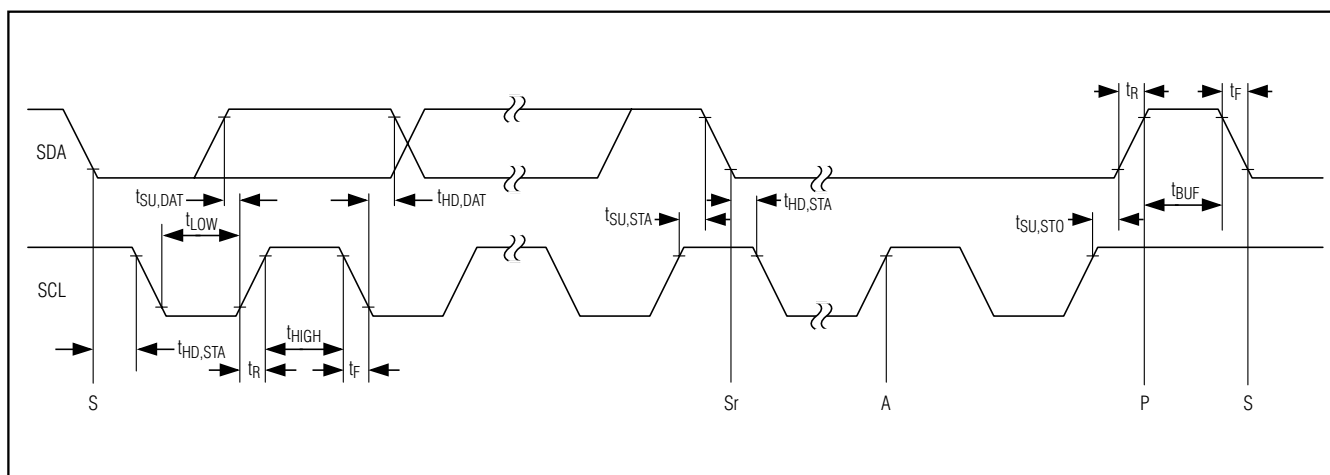 tR
tF
SDA
tSU,DAT
tHD,DAT
tLOW
tSU,STA
tHD,STA
tBUF
tSU,STO
SCL
tHIGH
tHD,STA
tR
tF
S
Sr
A
P
S